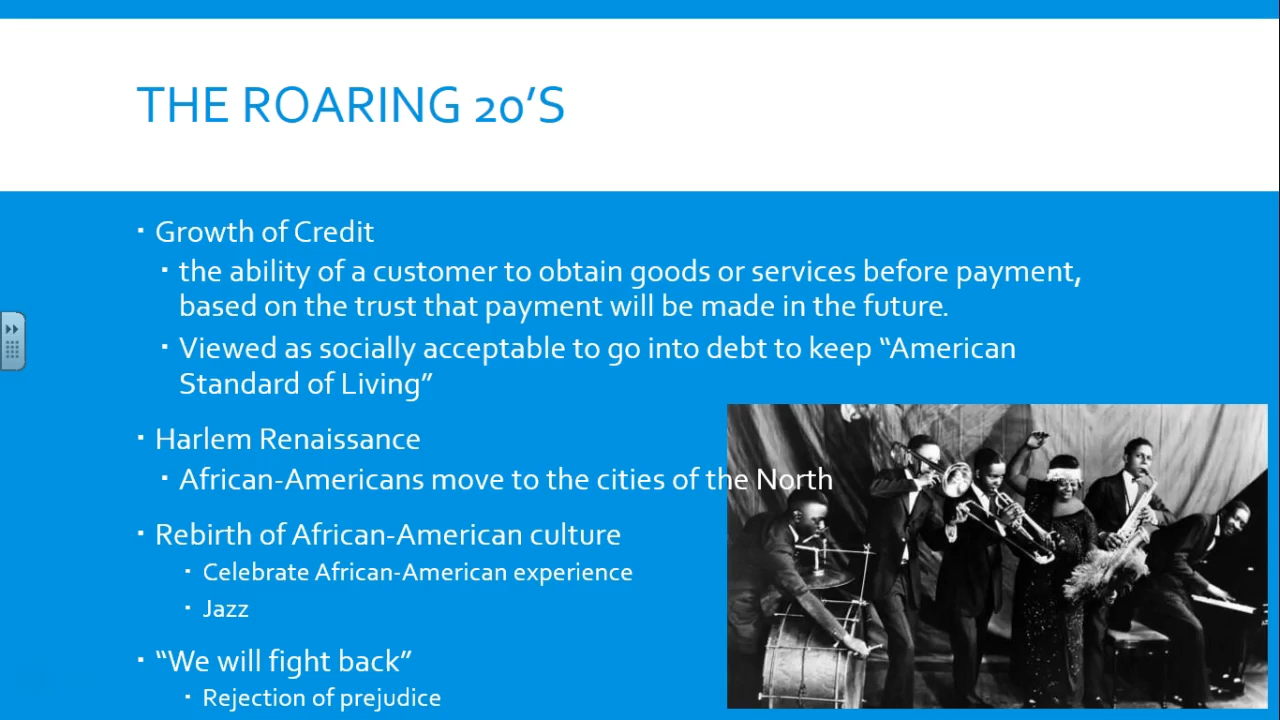 THE ROARING 20’S
▪ Growth of Credit
▪ the ability of a customer to obtain goods or services before payment,
based on the trust that payment will be made in the future.
▪ Viewed as socially acceptable to go into debt to keep “American
Standard of Living”
▪ Harlem Renaissance
▪ African-Americans move to the cities of the North
▪ Rebirth of African-American culture
▪ Celebrate African-American experience
▪ Jazz
▪ “We will fight back”
▪ Rejection of prejudice